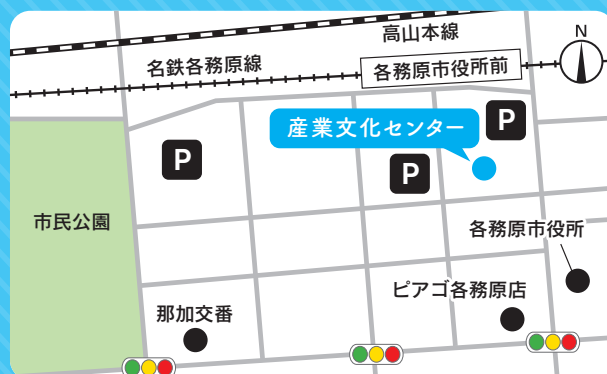 高山本線
N
名鉄各務原線
各務原市役所前
産業文化センター
P
P
P
市民公園
各務原市役所
ピアゴ各務原店
那加交番